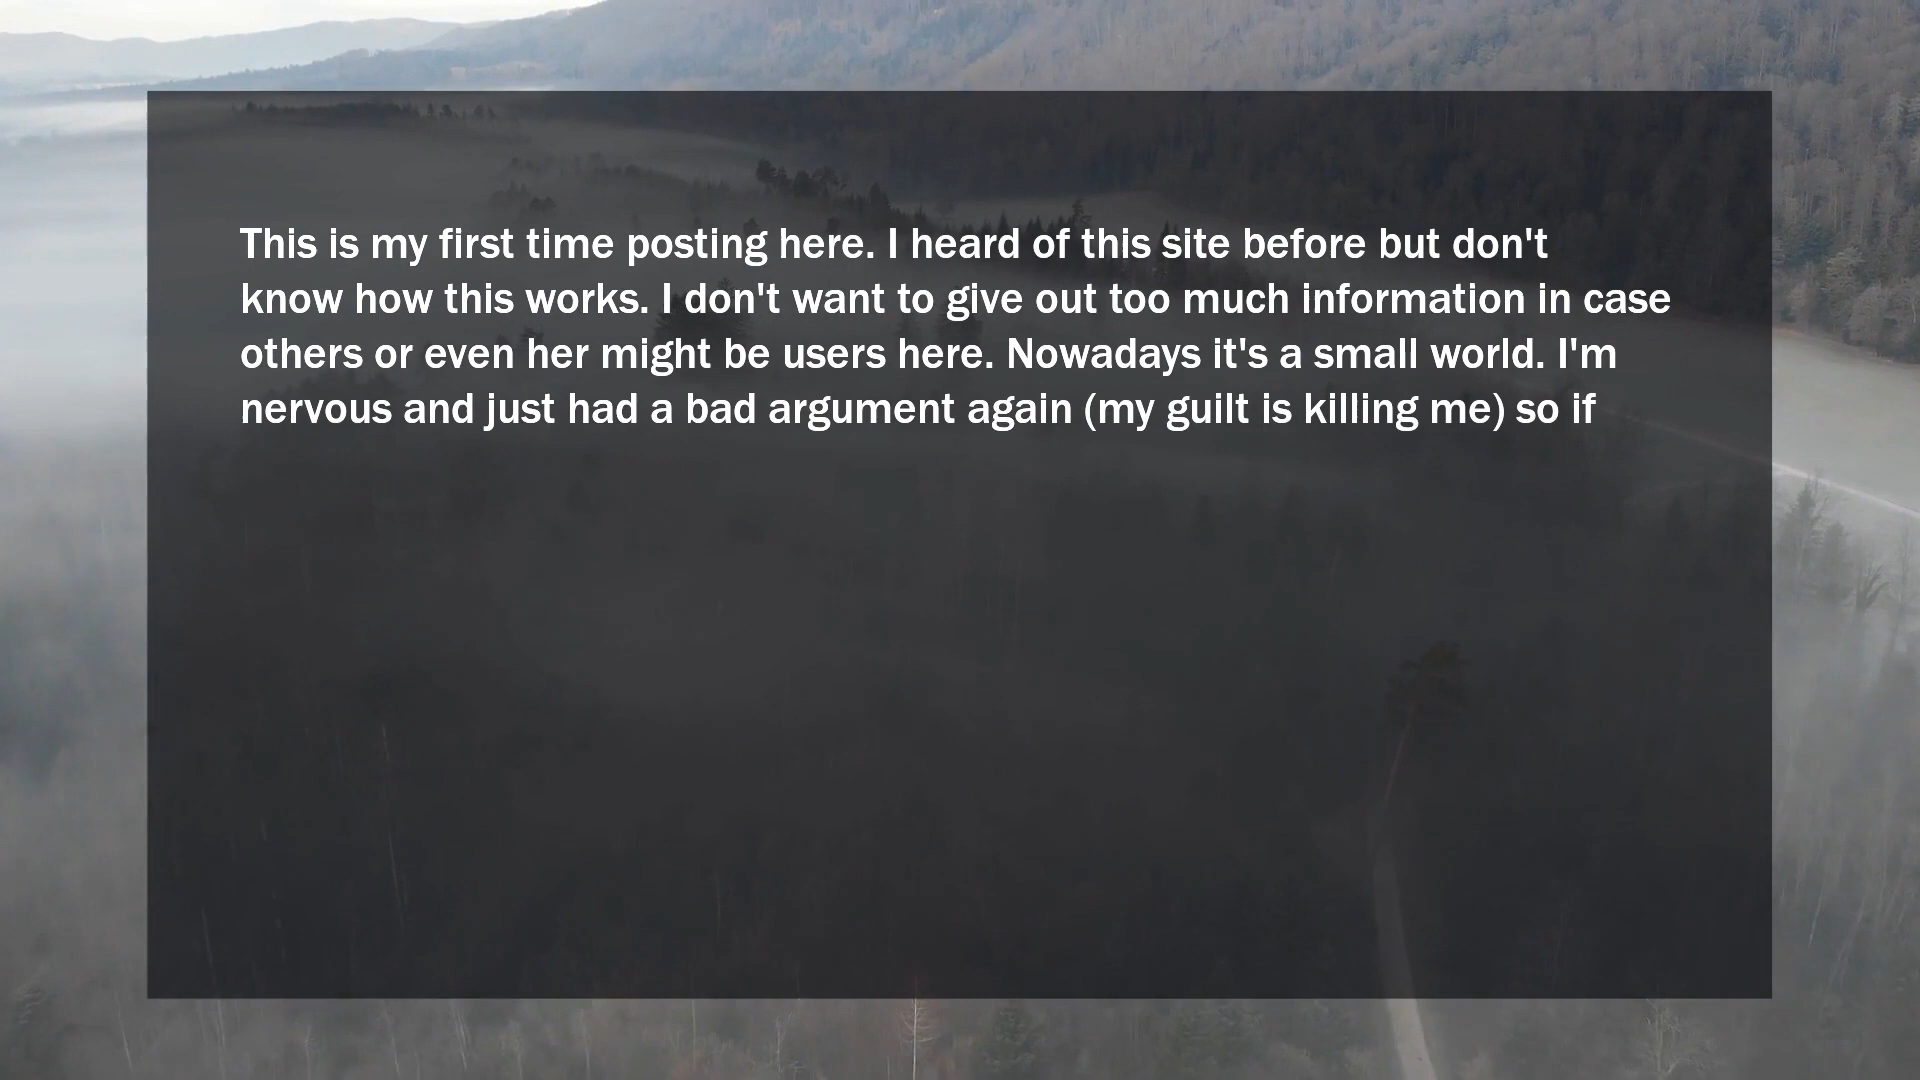 This is my first time posting here. I heard of this site before but don't
know how this works. I don't want to give out too much information in case
others or even her might be users here. Nowadays it's a small world. I'm
nervous and just had a bad argument again (my guilt is killing me) so if